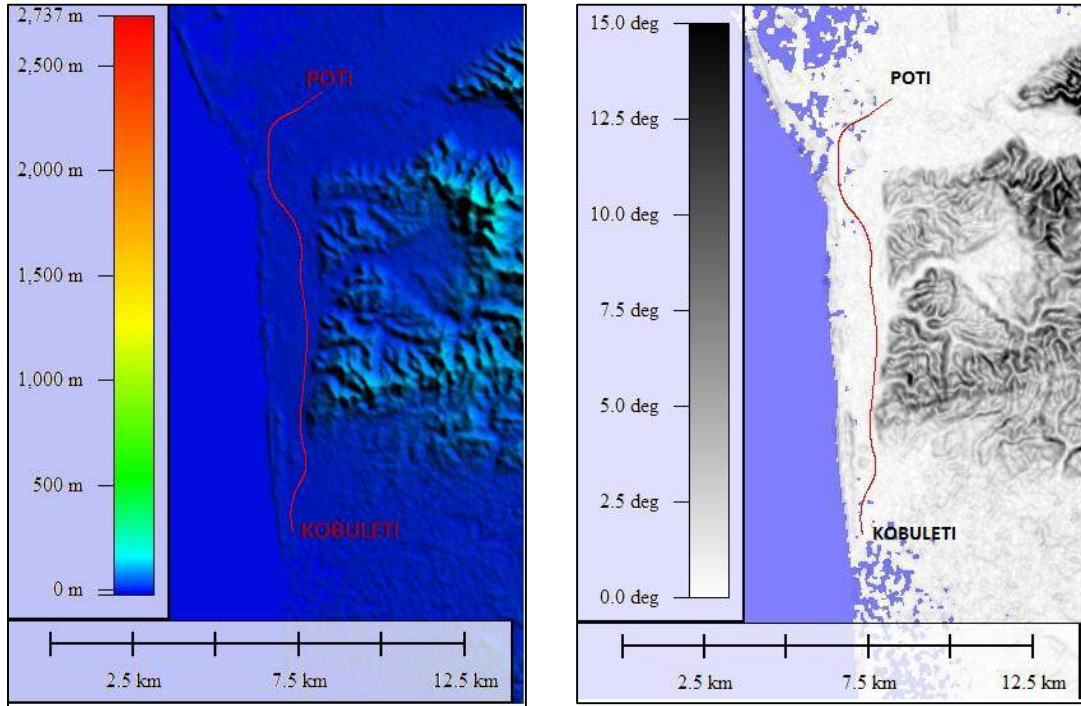 2,737 m
2,500 m
2,000 m
1,500 m
1,000 m
500 m
0 m
POTI
KOBULETI
2.5 km
7.5 km
12.5 km
15.0 deg
12.5 deg
10.0 deg
7.5 deg
5.0 deg
2.5 deg
0.0 deg
POTI
KOBULETI
2.5 km
7.5 km
12.5 km